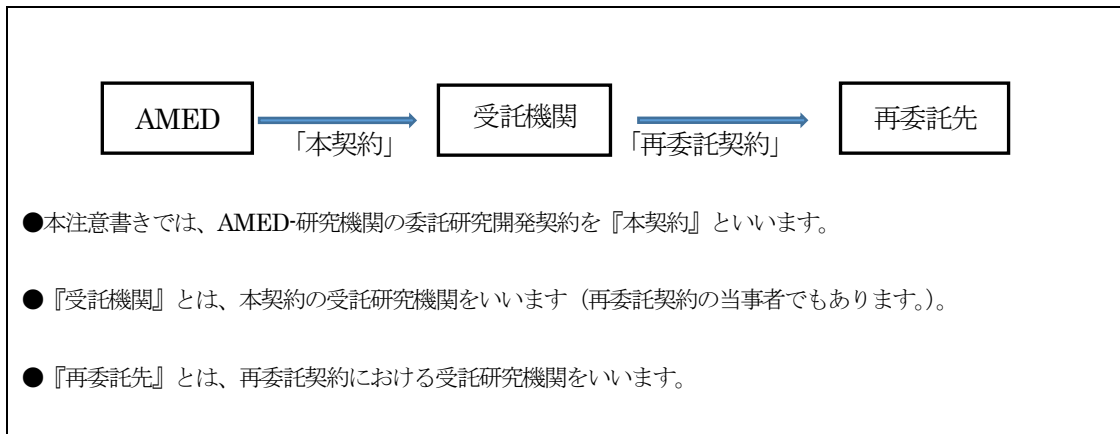 AMED
受託機関
再委託先
「本契約」
「再委託契約」
●本注意書きでは、AMED-研究機関の委託研究開発契約を『本契約』といいます。
●『受託機関』とは、本契約の受託研究機関をいいます（再委託契約の当事者でもあります。）。
●『再委託先』とは、再委託契約における受託研究機関をいいます。